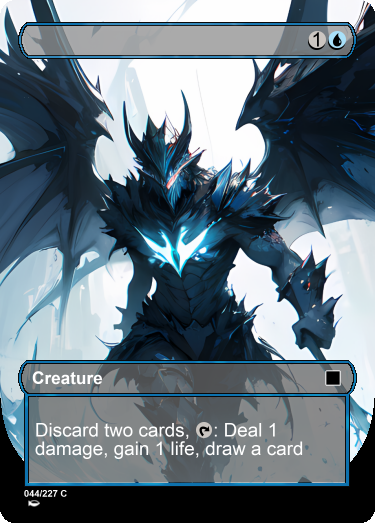 1
Creature
Discard two cards, : Deal 1
damage, gain 1 life, draw a card
044/227 C